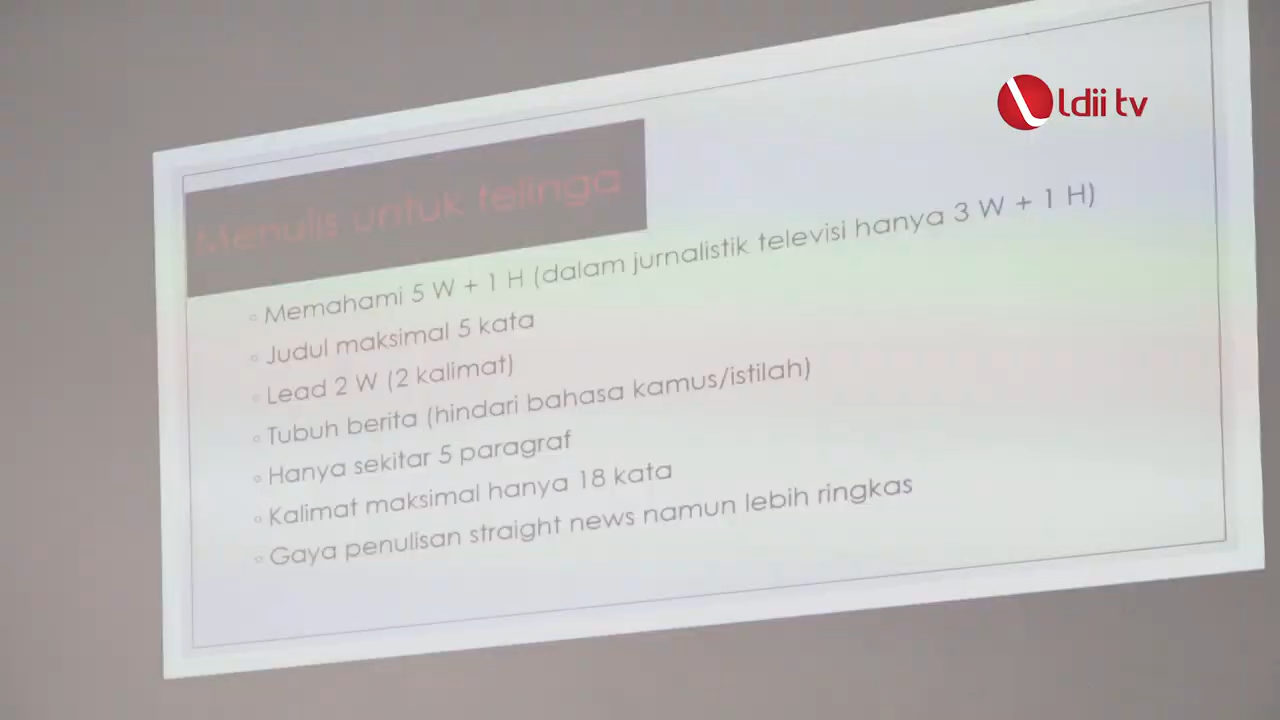 ldii tv
Menulis untuk telinga
Memahami 5 W + 1 H (dalam jurnalistik televisi hanya 3 W + 1 H)
Judul maksimal 5 kata
Lead 2 W (2 kalimat)
Tubuh berita (hindari bahasa kamus/istilah)
Hanya sekitar 5 paragraf
Kalimat maksimal hanya 18 kata
Gaya penulisan straight news namun lebih ringkas